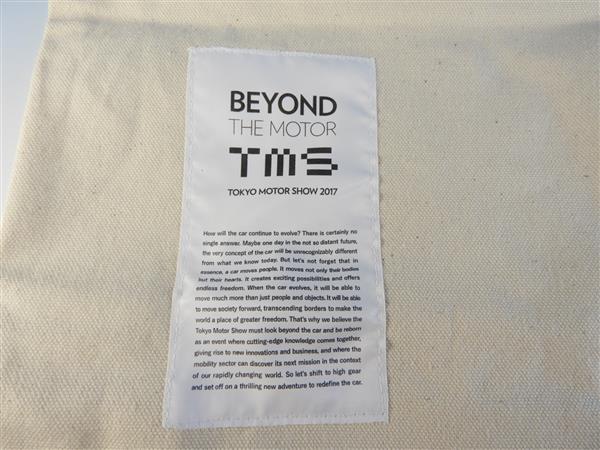 BEYOND
THE MOTOR
TMS
TOKYO MOTOR SHOW 2017
How will the car continue to evolve? There is certainly no
single answer. Maybe one day in the not so distant future,
the very concept of the car will be unrecognizably different
from what we know today. But let's not forget that in
essence, a car moves people. It moves not only their bodies
but their hearts. It creates exciting possibilities and offers
endless freedom. When the car evolves, it will be able to
move much more than just people and objects. It will be able
to move society forward, transcending borders to make the
world a place of greater freedom. That's why we believe the
Tokyo Motor Show must look beyond the car and be reborn
as an event where cutting-edge knowledge comes together,
giving rise to new innovations and business, and where the
mobility sector can discover its next mission in the context
of our rapidly changing world. So let's shift to high gear
and set off on a thrilling new adventure to redefine the car.